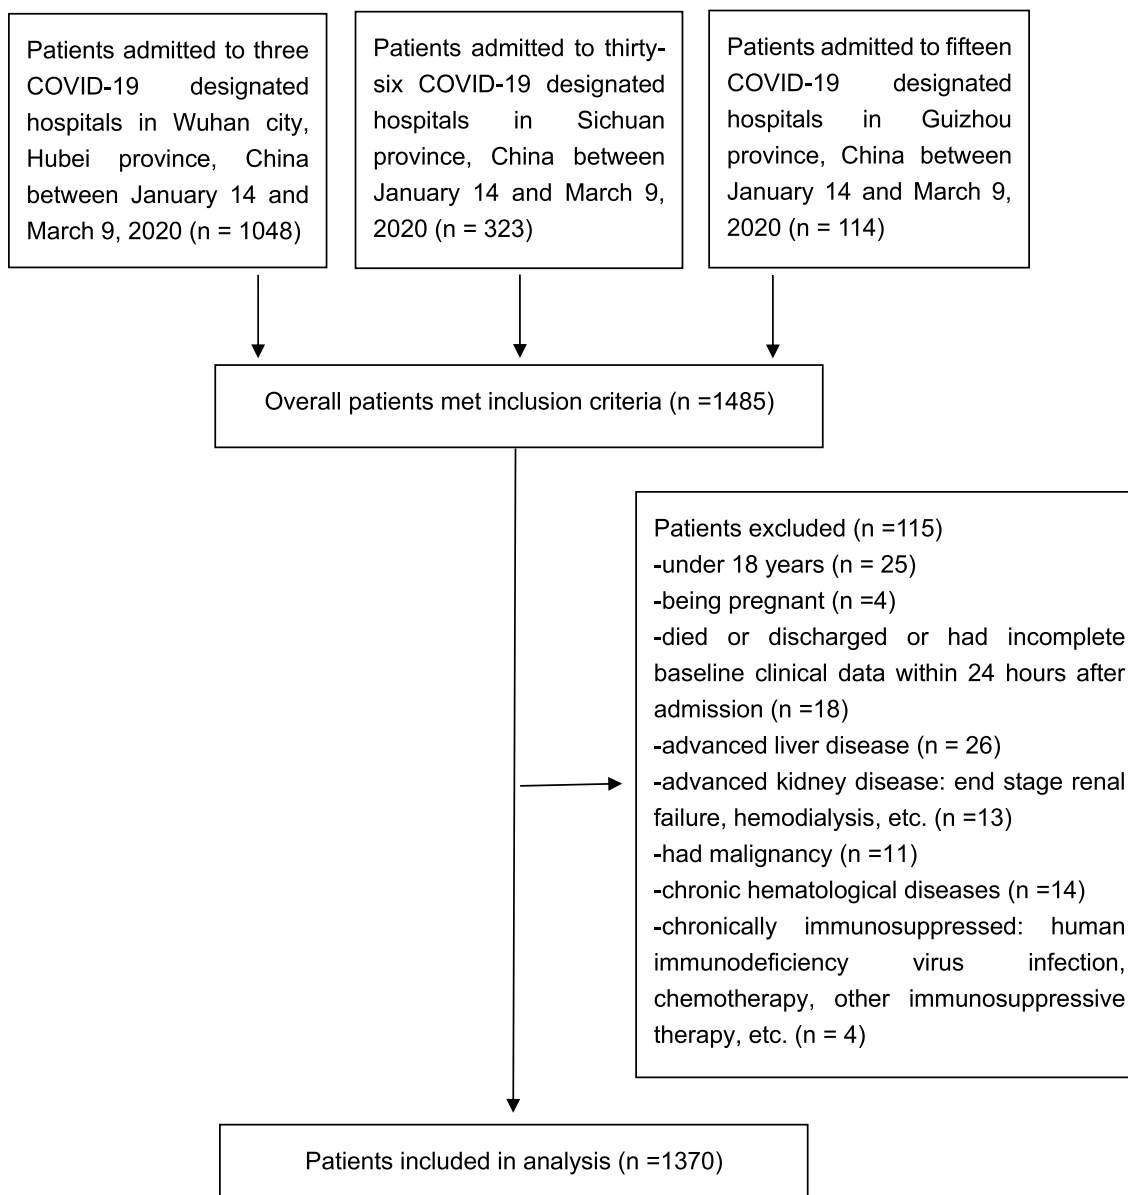 Patients admitted to three
COVID-19 designated
hospitals in Wuhan city,
Hubei province, China
between January 14 and
March 9, 2020 (n = 1048)
Patients admitted to thirty-
six COVID-19 designated
hospitals in Sichuan
province, China between
January 14 and March 9,
2020 (n = 323)
Patients admitted to fifteen
COVID-19 designated
hospitals in Guizhou
province, China between
January 14 and March 9,
2020 (n = 114)
Overall patients met inclusion criteria (n =1485)
Patients excluded (n =115)
-under 18 years (n = 25)
-being pregnant (n =4)
-died or discharged or had incomplete
baseline clinical data within 24 hours after
admission (n =18)
-advanced liver disease (n = 26)
-advanced kidney disease: end stage renal
failure, hemodialysis, etc. (n =13)
-had malignancy (n =11)
-chronic hematological diseases (n =14)
-chronically immunosuppressed: human
immunodeficiency virus infection,
chemotherapy, other immunosuppressive
therapy, etc. (n = 4)
Patients included in analysis (n =1370)